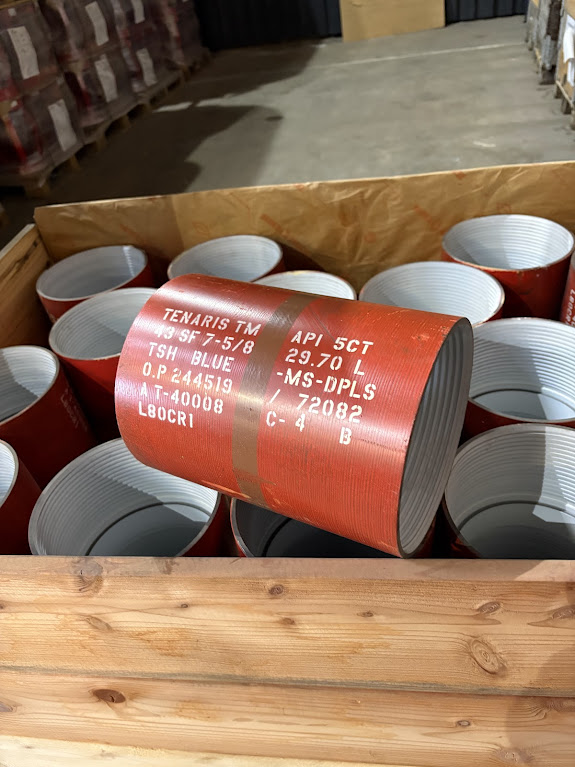 TENARIS TM API 5CT
43 SF 7-5/8 29.70 L
TSH BLUE -MS-DPLS
O.P 244519 / 72082
A T-40008 C-4 B
L80CR1